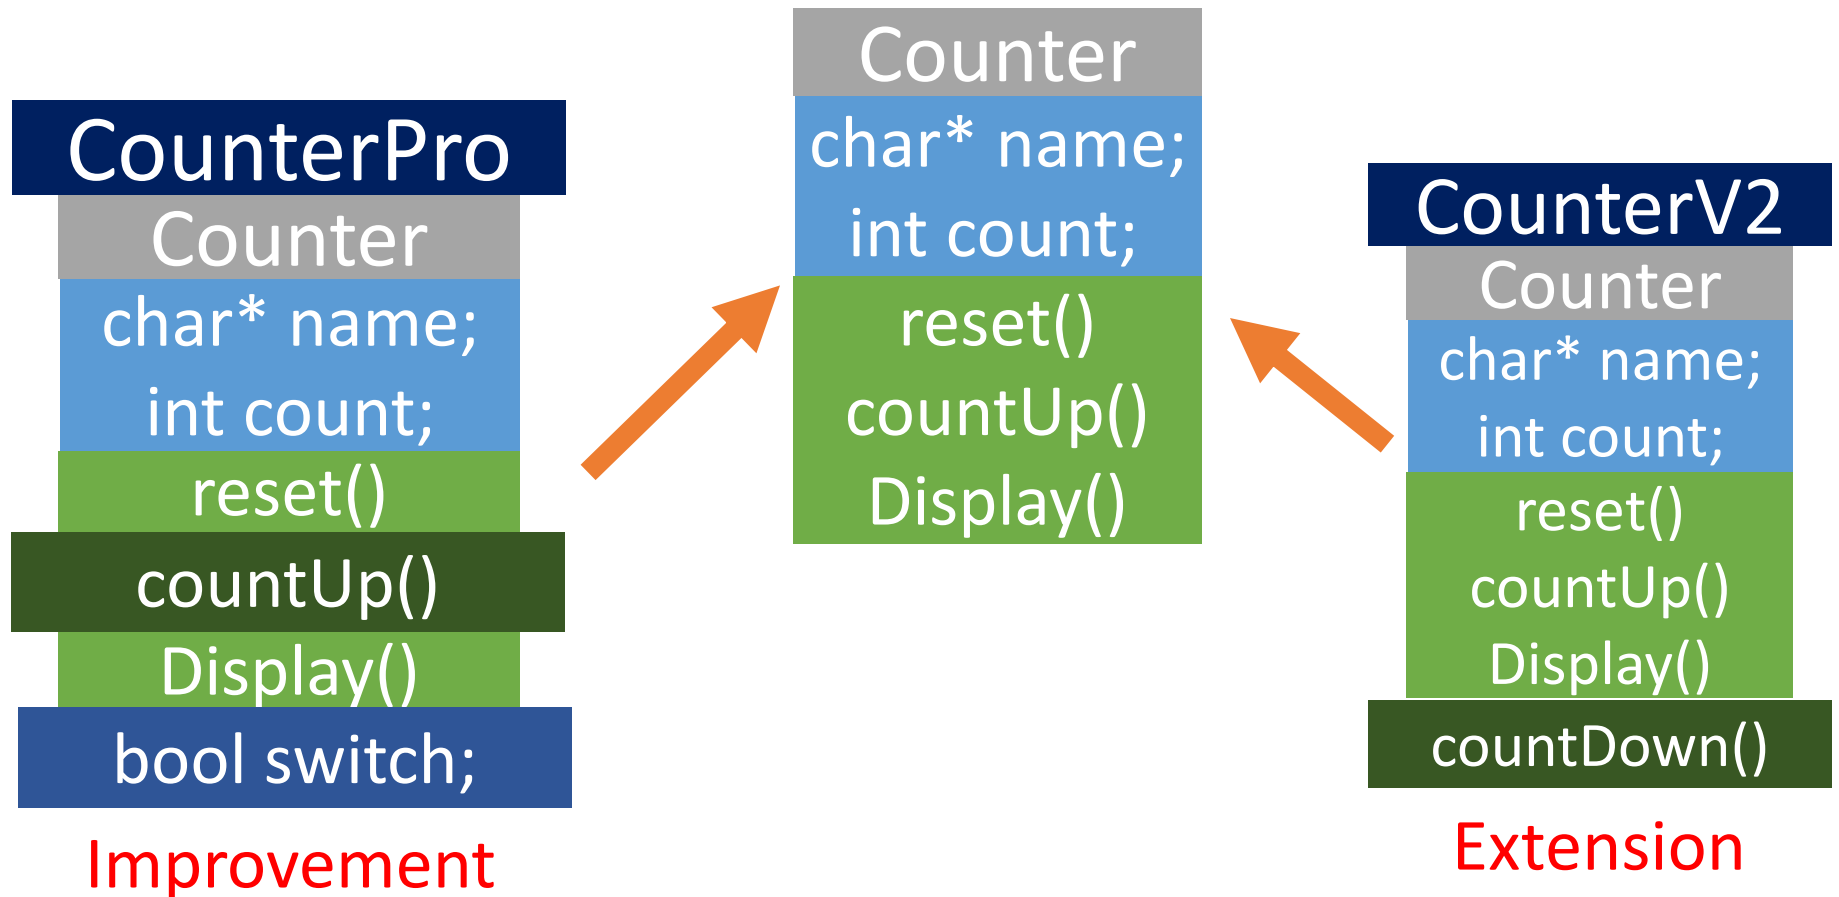 CounterPro
Counter
char* name;
int count;
reset()
countUp()
Display()
bool switch;
Improvement
Counter
char* name;
int count;
reset()
countUp()
Display()
CounterV2
Counter
char* name;
int count;
reset()
countUp()
Display()
countDown()
Extension